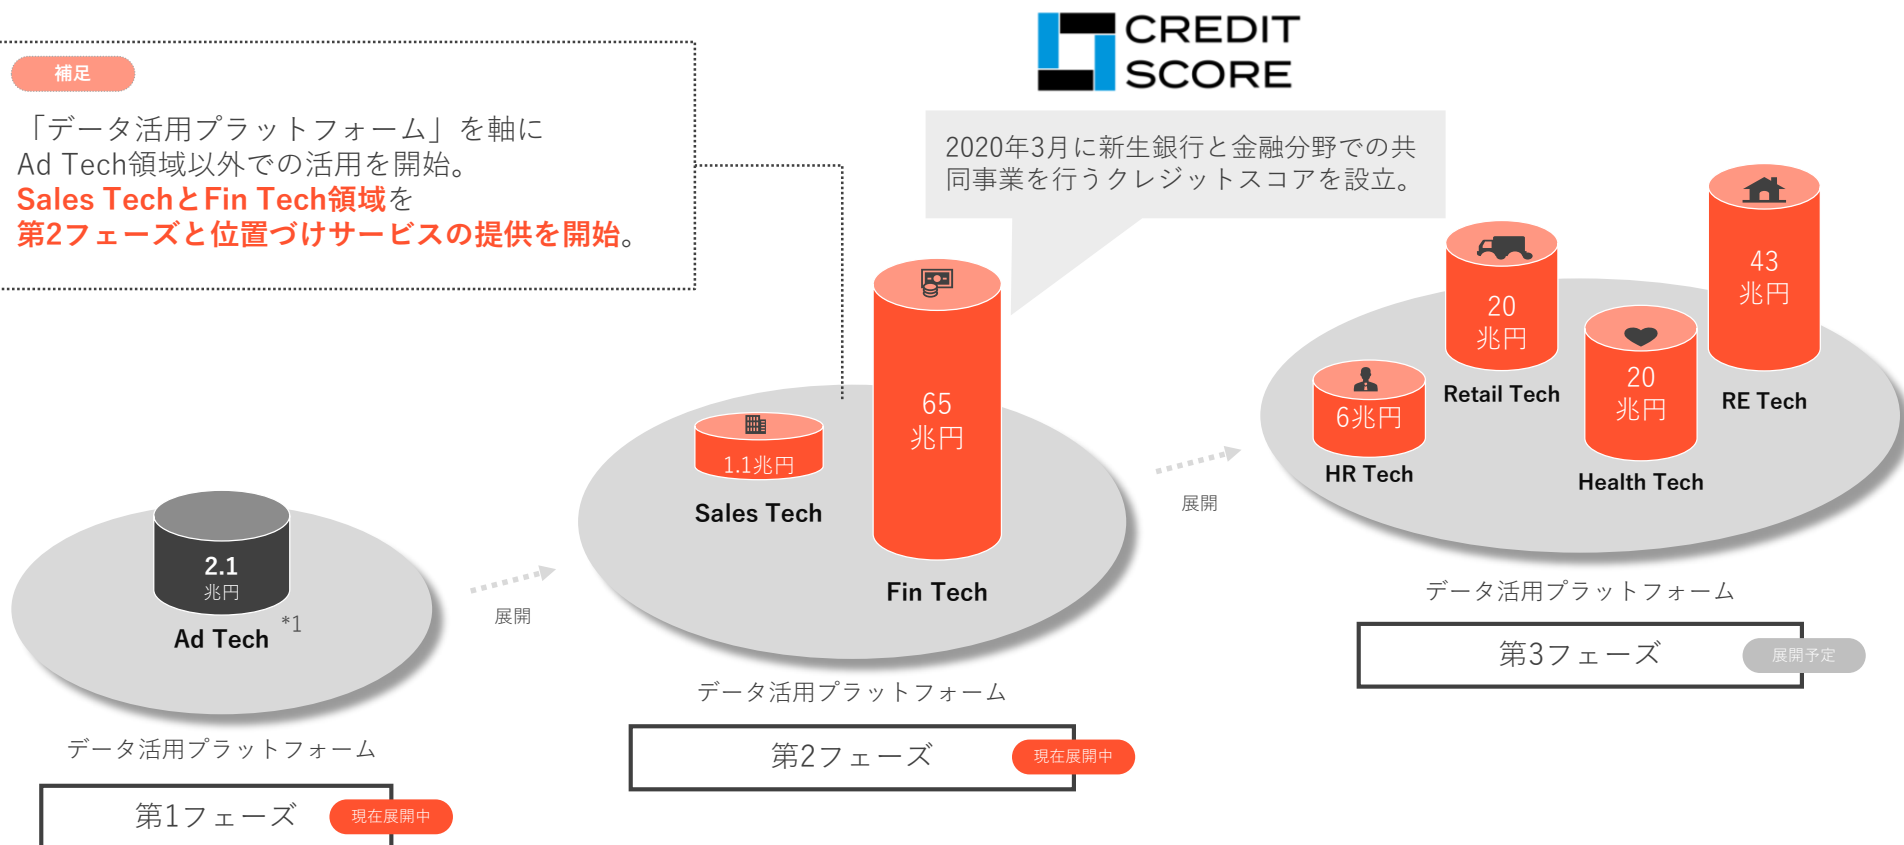 CREDIT
SCORE
補足
「データ活用プラットフォーム」を軸に
Ad Tech領域以外での活用を開始。
Sales TechとFin Tech領域を
第2フェーズと位置づけサービスの提供を開始。
2020年3月に新生銀行と金融分野での共
同事業を行うクレジットスコアを設立。
2.1
兆円
Ad Tech *1
データ活用プラットフォーム
第1フェーズ
現在展開中
展開
1.1兆円
Sales Tech
65
兆円
Fin Tech
データ活用プラットフォーム
第2フェーズ
現在展開中
展開
6兆円
HR Tech
20
兆円
Retail Tech
20
兆円
Health Tech
43
兆円
RE Tech
データ活用プラットフォーム
第3フェーズ
展開予定